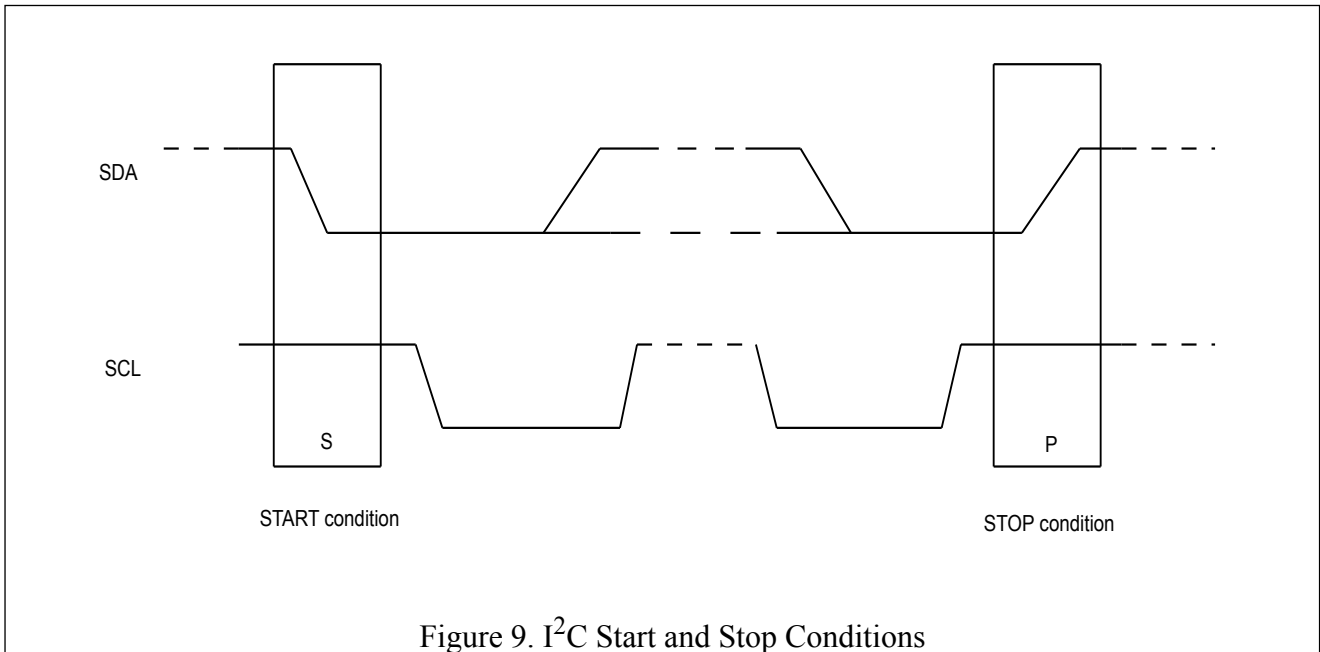 SDA
SCL
S
P
START condition
STOP condition
Figure 9. I²C Start and Stop Conditions